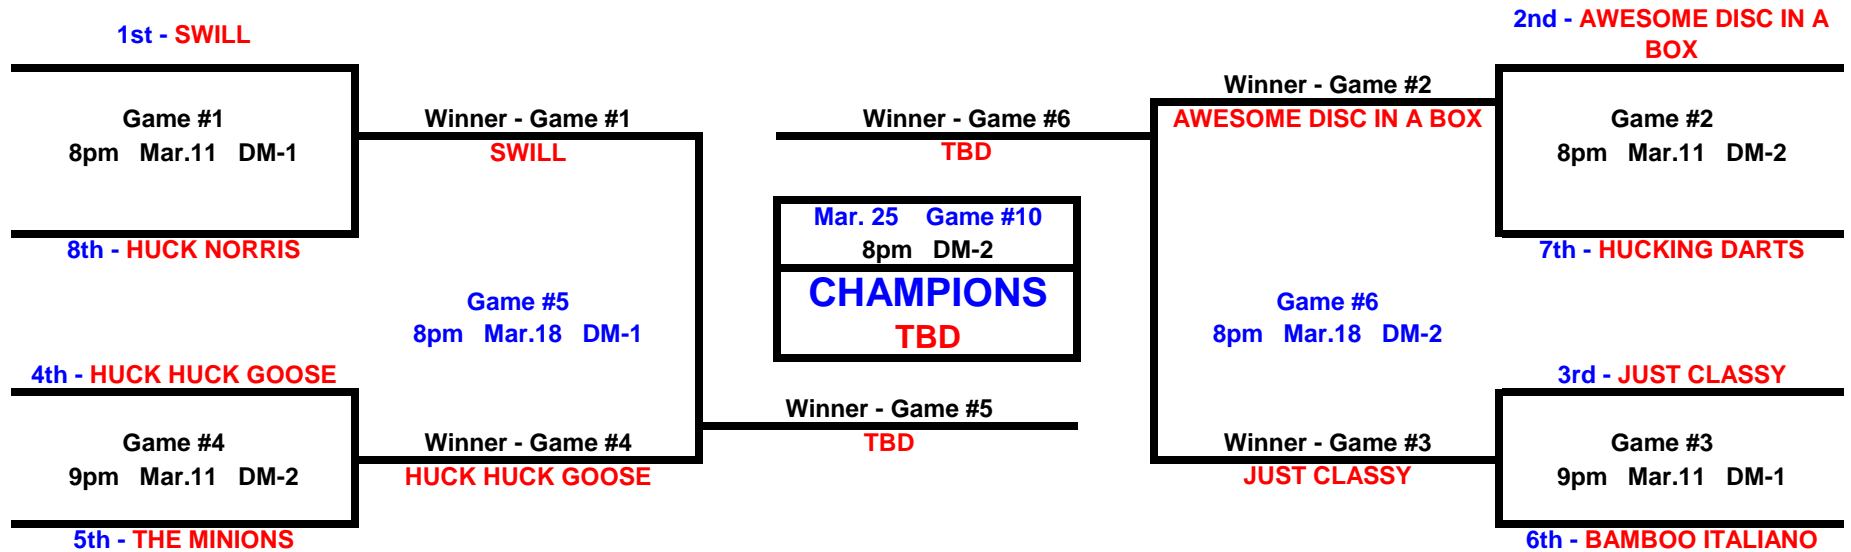 1st - SWILL
Game #1
8pm Mar.11 DM-1
8th - HUCK NORRIS
4th - HUCK HUCK GOOSE
Game #4
9pm Mar.11 DM-2
5th - THE MINIONS
Winner - Game #1
SWILL
Game #5
8pm Mar.18 DM-1
Winner - Game #4
HUCK HUCK GOOSE
Winner - Game #6
TBD
Mar. 25 Game #10
8pm DM-2
CHAMPIONS
TBD
Winner - Game #5
TBD
Winner - Game #2
AWESOME DISC IN A BOX
Game #6
8pm Mar.18 DM-2
Winner - Game #3
JUST CLASSY
2nd - AWESOME DISC IN A
BOX
Game #2
8pm Mar.11 DM-2
7th - HUCKING DARTS
3rd - JUST CLASSY
Game #3
9pm Mar.11 DM-1
6th - BAMBOO ITALIANO